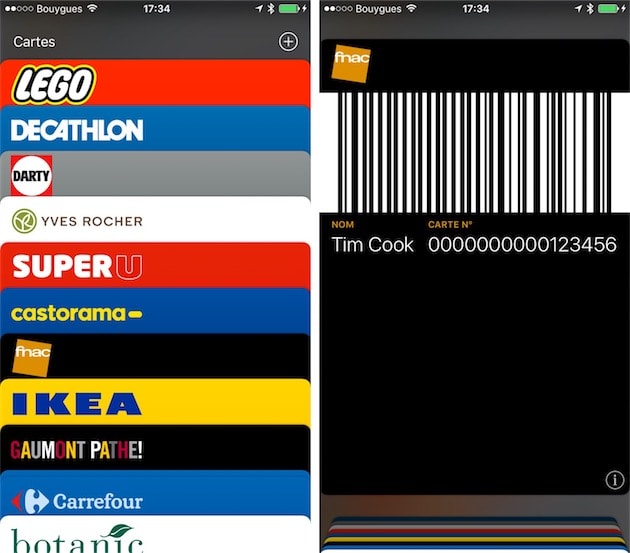 Bouygues 17:34
Cartes
LEGO
DECATHLON
DARTY
YR YVES ROCHER
SUPER U
castorama
fnac
IKEA
GAUMONT PATHE!
Carrefour
botanic
Bouygues 17:34
fnac
NOM CARTE N°
Tim Cook 0000000000123456
i